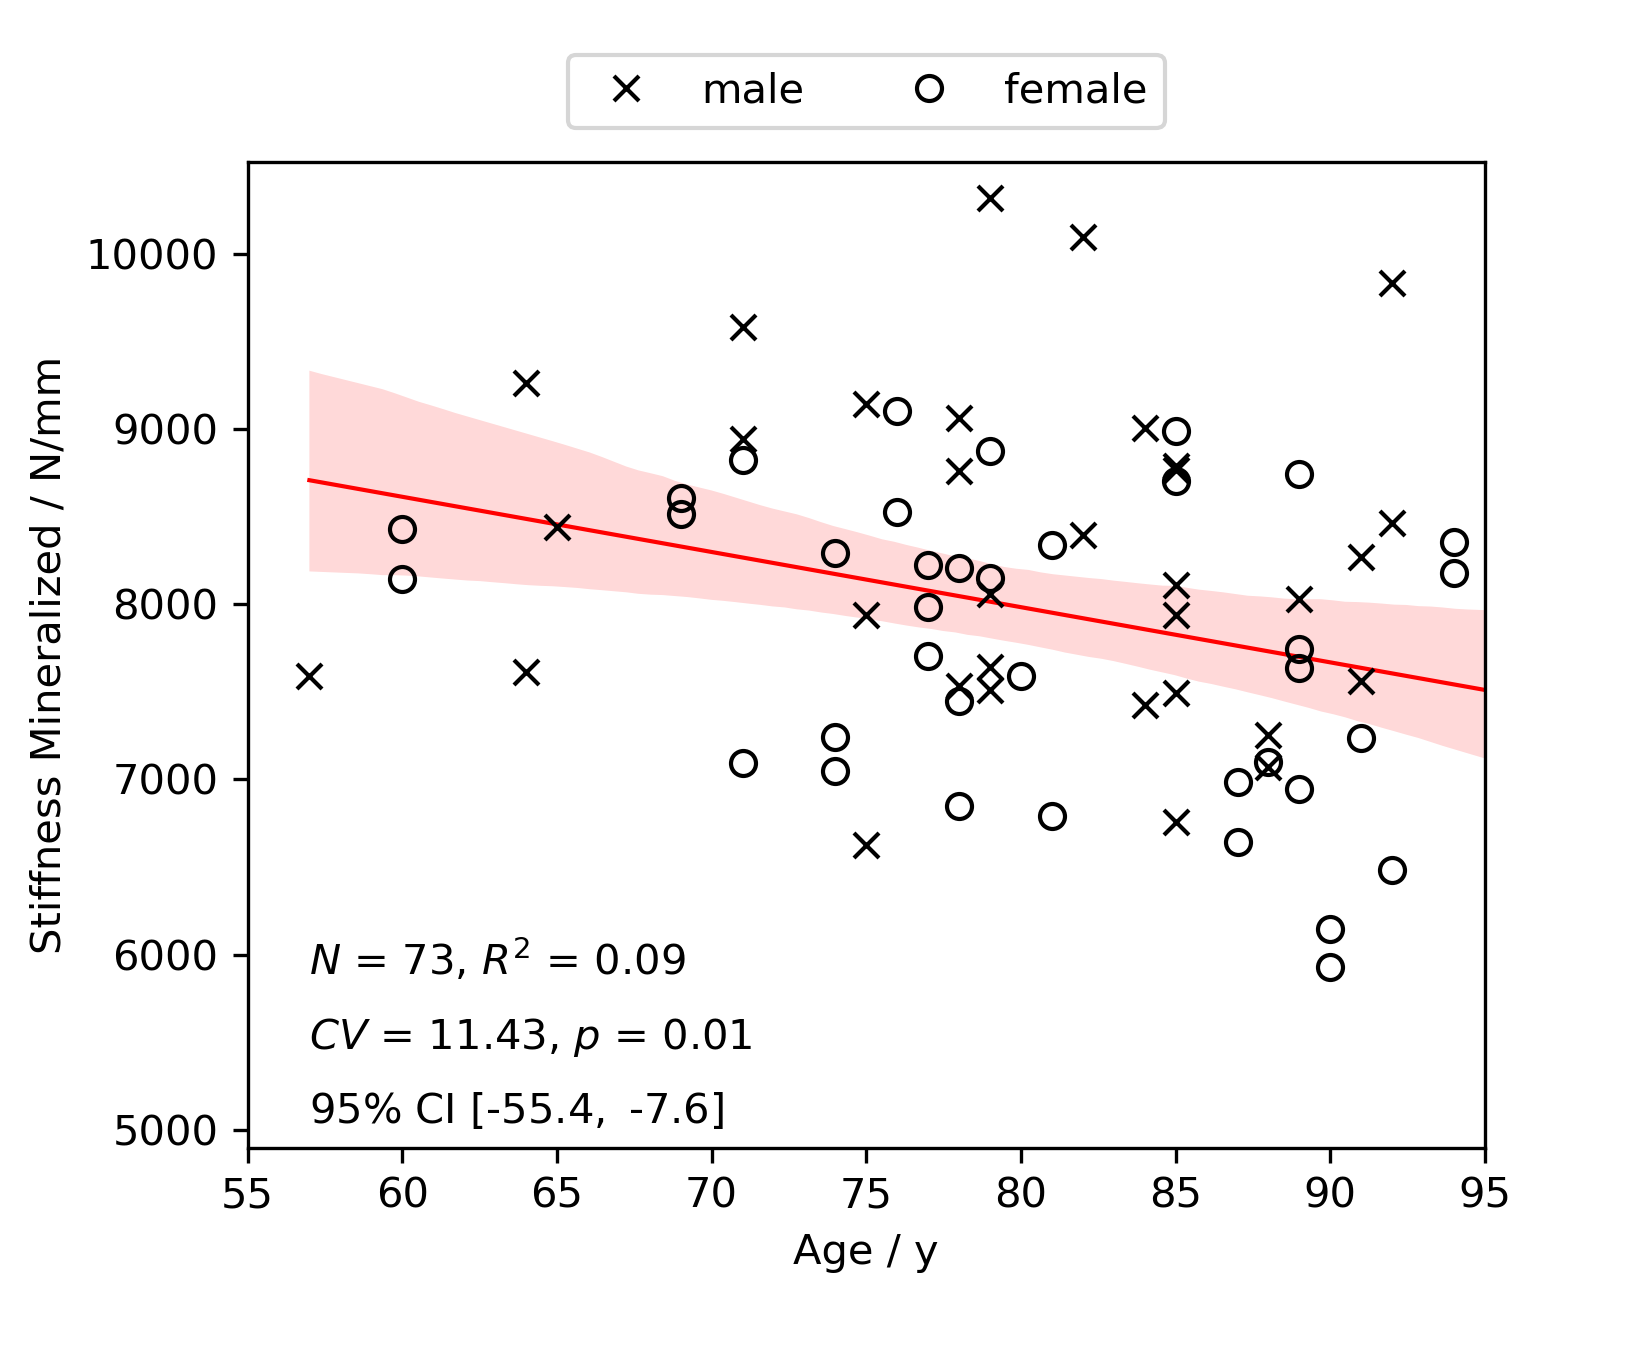 male female
10000
9000
8000
7000
6000
5000
Stiffness Mineralized / N/mm
N = 73, R² = 0.09
CV = 11.43, p = 0.01
95% CI [-55.4, -7.6]
55 60 65 70 75 80 85 90 95
Age / y